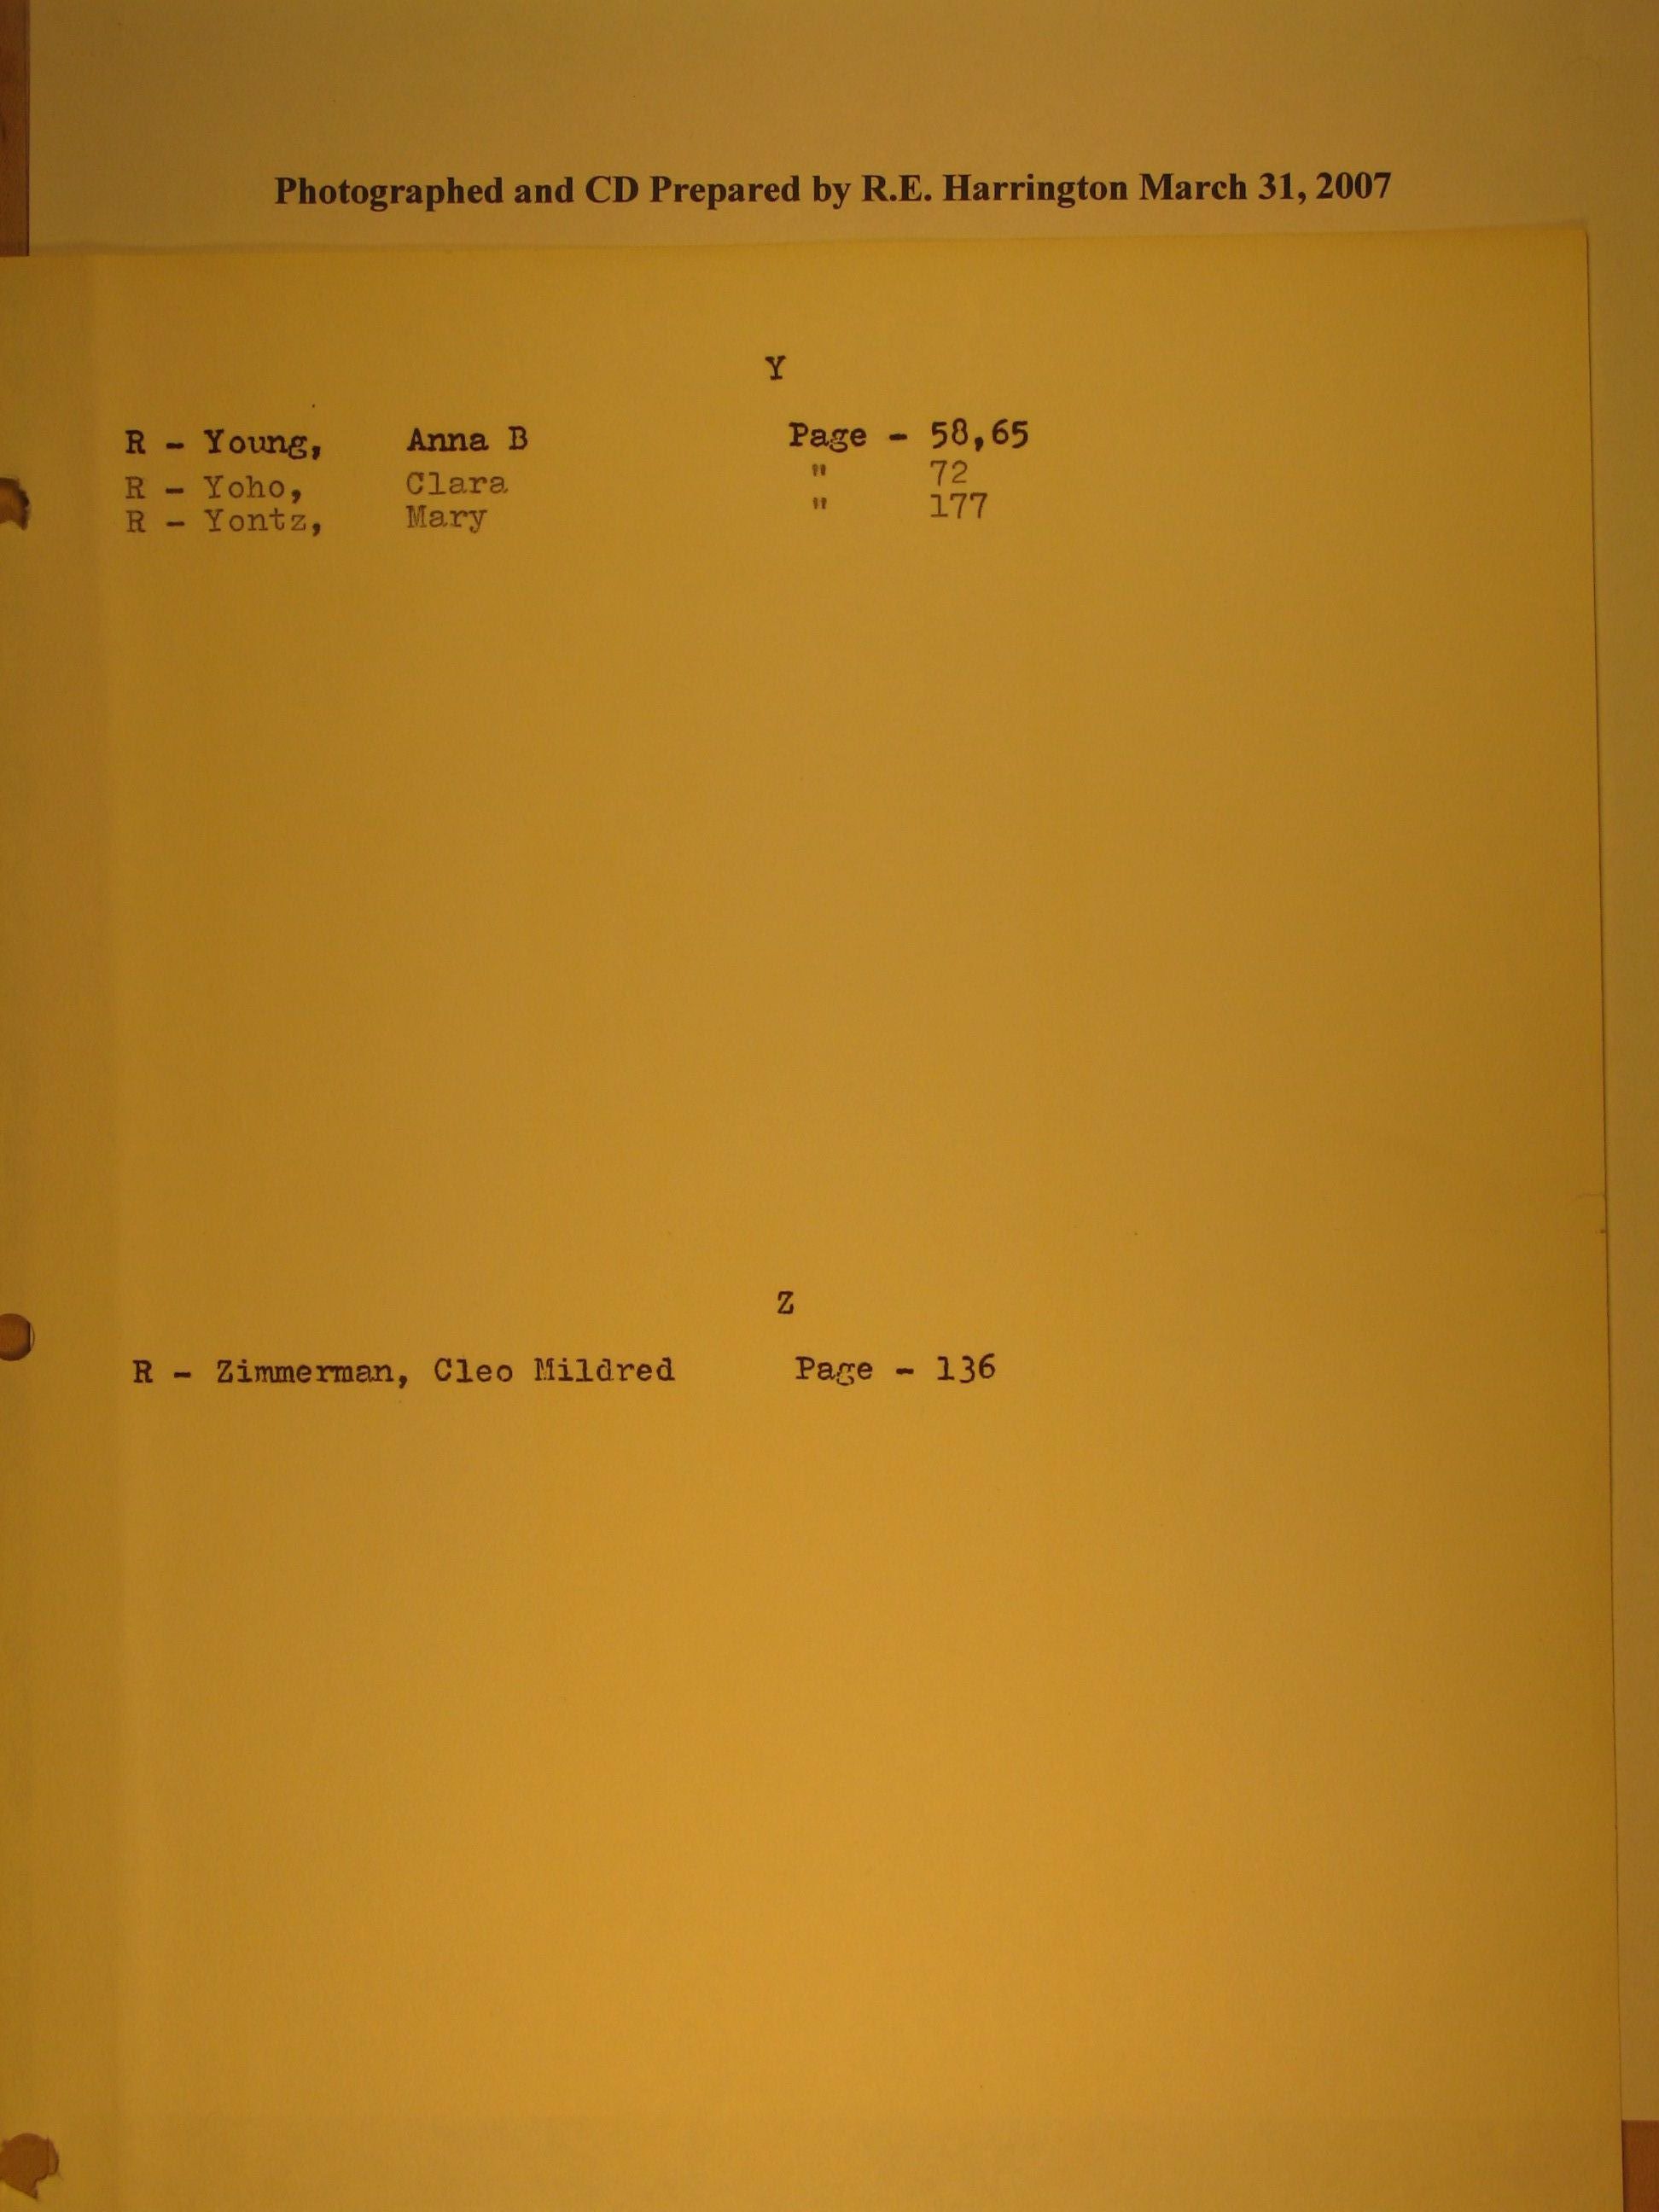 Photographed and CD Prepared by R.E. Harrington March 31, 2007
Y
R - Young, Anna B Page - 58,65
R - Yoho, Clara " 72
R - Yontz, Mary " 177
Z
R - Zimmerman, Cleo Mildred Page - 136